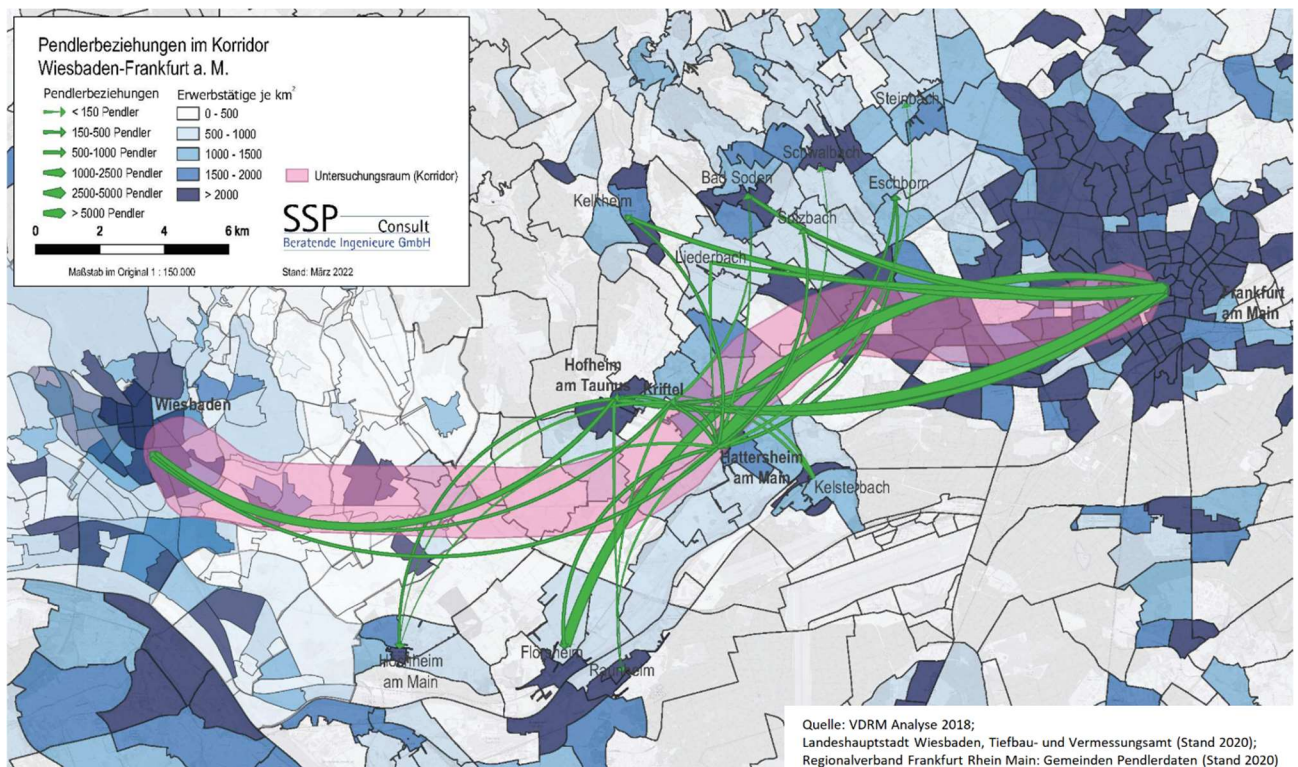 Pendlerbeziehungen im Korridor
Wiesbaden-Frankfurt a. M.
Pendlerbeziehungen
< 150 Pendler
150-500 Pendler
500-1000 Pendler
1000-2500 Pendler
2500-5000 Pendler
> 5000 Pendler
Erwerbstätige je km²
0 - 500
500 - 1000
1000 - 1500
1500 - 2000
> 2000
Untersuchungsraum (Korridor)
SSP Consult
Beratende Ingenieure GmbH
0 2 4 6 km
Maßstab im Original 1 : 150.000
Stand: März 2022
Steinbach
Schwalbach
Bad Soden
Eschborn
Kelkheim
Sulzbach
Liederbach
Frankfurt
am Main
Hofheim
am Taunus
Kriftel
Wiesbaden
Hattersheim
am Main
Kelsterbach
Hochheim
am Main
Flörsheim
Raunheim
Quelle: VDRM Analyse 2018;
Landeshauptstadt Wiesbaden, Tiefbau- und Vermessungsamt (Stand 2020);
Regionalverband Frankfurt Rhein Main: Gemeinden Pendlerdaten (Stand 2020)